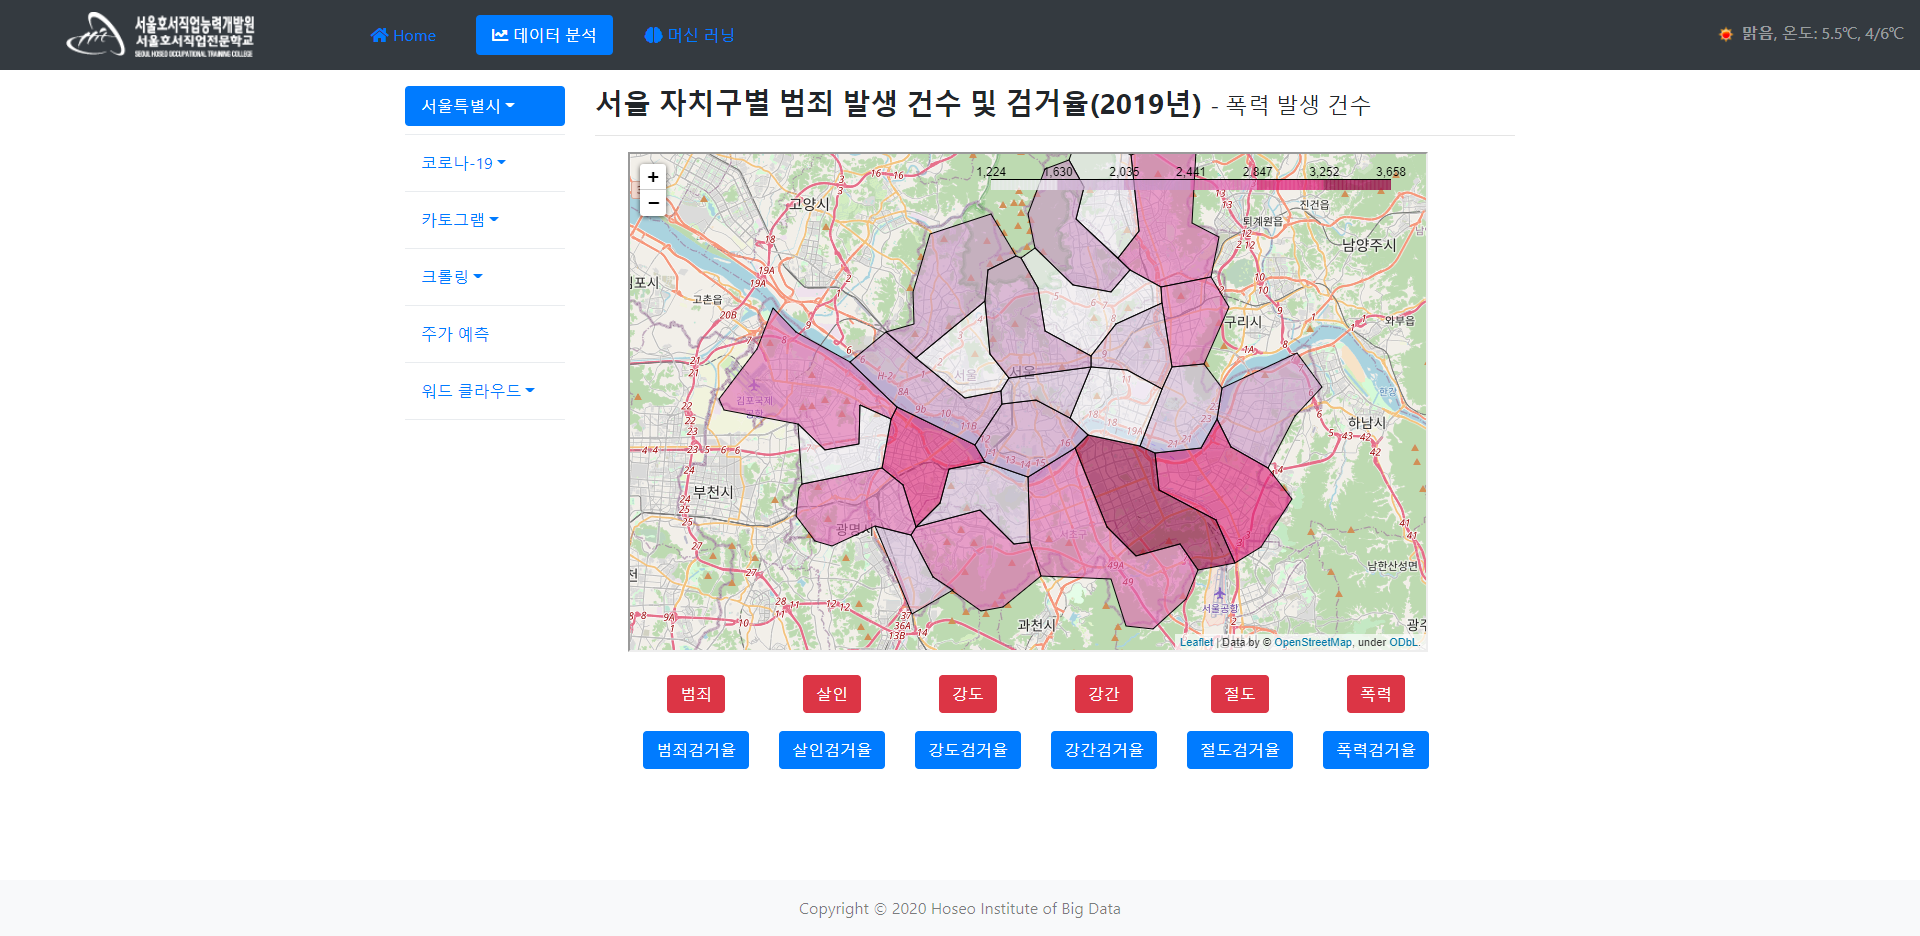 서울호서직업능력개발원
서울호서직업전문학교
SEOUL HOSEO OCCUPATIONAL TRAINING COLLEGE
Home
데이터 분석
머신 러닝
맑음, 온도: 5.5℃, 4/6℃
서울특별시
코로나-19
카토그램
크롤링
주가 예측
워드 클라우드
서울 자치구별 범죄 발생 건수 및 검거율(2019년) - 폭력 발생 건수
+
−
1,224 1,630 2,035 2,441 2,847 3,252 3,658
고양시
진건읍
퇴계원읍
남양주시
고촌읍
구리시
와부읍
서울
서울
김포국제
공항
하남시
한강
부천시
광명시
서초구
남한산성면
서울공항
과천시
Leaflet | Data by © OpenStreetMap, under ODbL.
범죄
살인
강도
강간
절도
폭력
범죄검거율
살인검거율
강도검거율
강간검거율
절도검거율
폭력검거율
Copyright © 2020 Hoseo Institute of Big Data